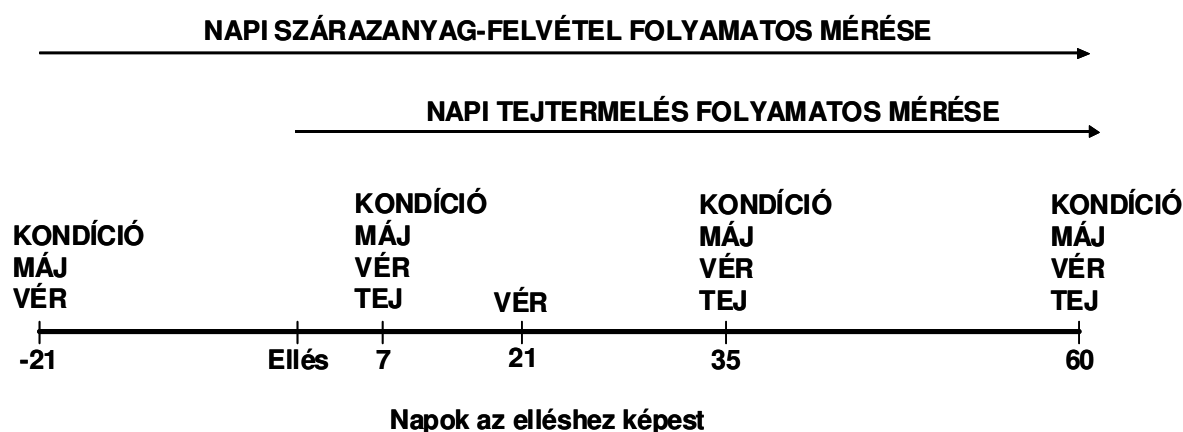 NAPI SZÁRAZANYAG-FELVÉTEL FOLYAMATOS MÉRÉSE
NAPI TEJTERMELÉS FOLYAMATOS MÉRÉSE
KONDÍCIÓ
MÁJ
VÉR
KONDÍCIÓ
MÁJ
VÉR
TEJ
VÉR
KONDÍCIÓ
MÁJ
VÉR
TEJ
KONDÍCIÓ
MÁJ
VÉR
TEJ
-21 Ellés 7 21 35 60
Napok az elléshez képest